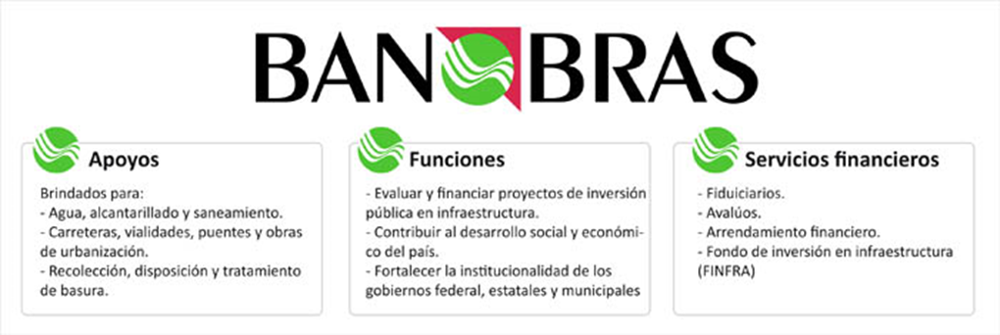 BANOBRAS
Apoyos
Brindados para:
- Agua, alcantarillado y saneamiento.
- Carreteras, vialidades, puentes y obras
de urbanización.
- Recolección, disposición y tratamiento
de basura.
Funciones
- Evaluar y financiar proyectos de inversión
pública en infraestructura.
- Contribuir al desarrollo social y económi-
co del país.
- Fortalecer la institucionalidad de los
gobiernos federal, estatales y municipales
Servicios financieros
- Fiduciarios.
- Avalúos.
- Arrendamiento financiero.
- Fondo de inversión en infraestructura
(FINFRA)